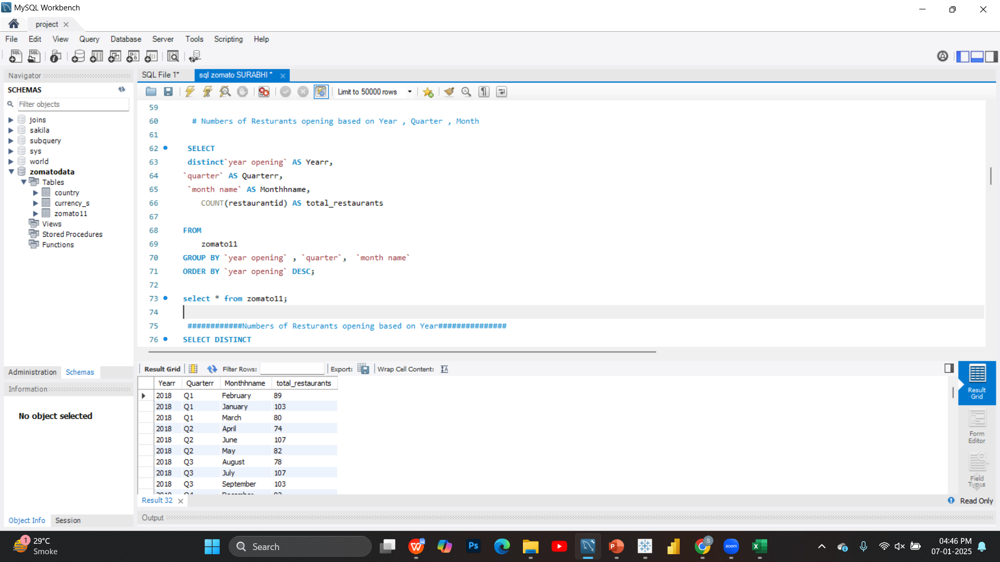 MySQL Workbench
project
File Edit View Query Database Server Tools Scripting Help
Navigator
SCHEMAS
Filter objects
joins
sakila
subquery
sys
world
zomatodata
Tables
country
currency_s
zomato11
Views
Stored Procedures
Functions
Administration Schemas
Information
No object selected
Object Info Session
SQL File 1* sql zomato SURABHI *
Limit to 50000 rows
59
60 # Numbers of Resturants opening based on Year , Quarter , Month
61
62 SELECT
63 distinct`year opening` AS Yearr,
64 `quarter` AS Quarterr,
65 `month name` AS Monthhname,
66 COUNT(restaurantid) AS total_restaurants
67
68 FROM
69 zomato11
70 GROUP BY `year opening` , `quarter`, `month name`
71 ORDER BY `year opening` DESC;
72
73 select * from zomato11;
74
75 ############Numbers of Resturants opening based on Year###############
76 SELECT DISTINCT
Result Grid Filter Rows: Export: Wrap Cell Content:
Yearr Quarterr Monthhname total_restaurants
2018 Q1 February 89
2018 Q1 January 103
2018 Q1 March 80
2018 Q2 April 74
2018 Q2 June 107
2018 Q2 May 82
2018 Q3 August 78
2018 Q3 July 107
2018 Q3 September 103
Result Grid
Form Editor
Field Types
Result 32
Read Only
Output
1
29°C
Smoke
Search
Ps
zoom
04:46 PM
07-01-2025